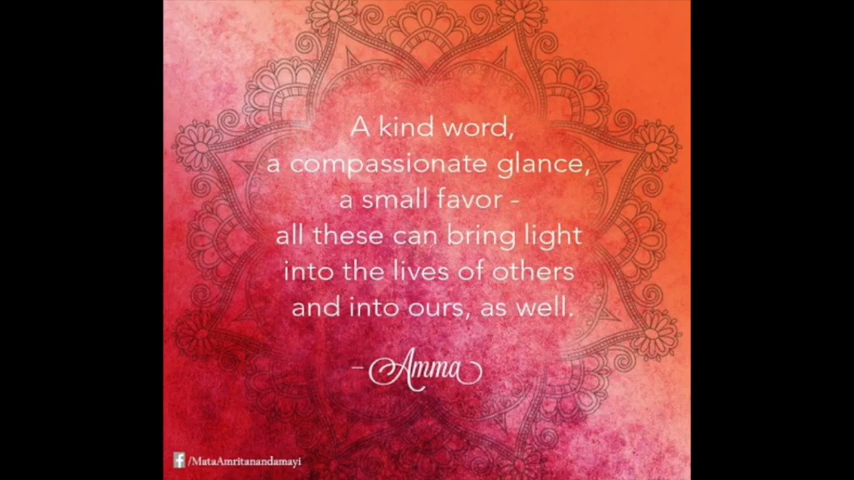 A kind word,
a compassionate glance,
a small favor -
all these can bring light
into the lives of others
and into ours, as well.
– Amma
/MataAmritanandamayi